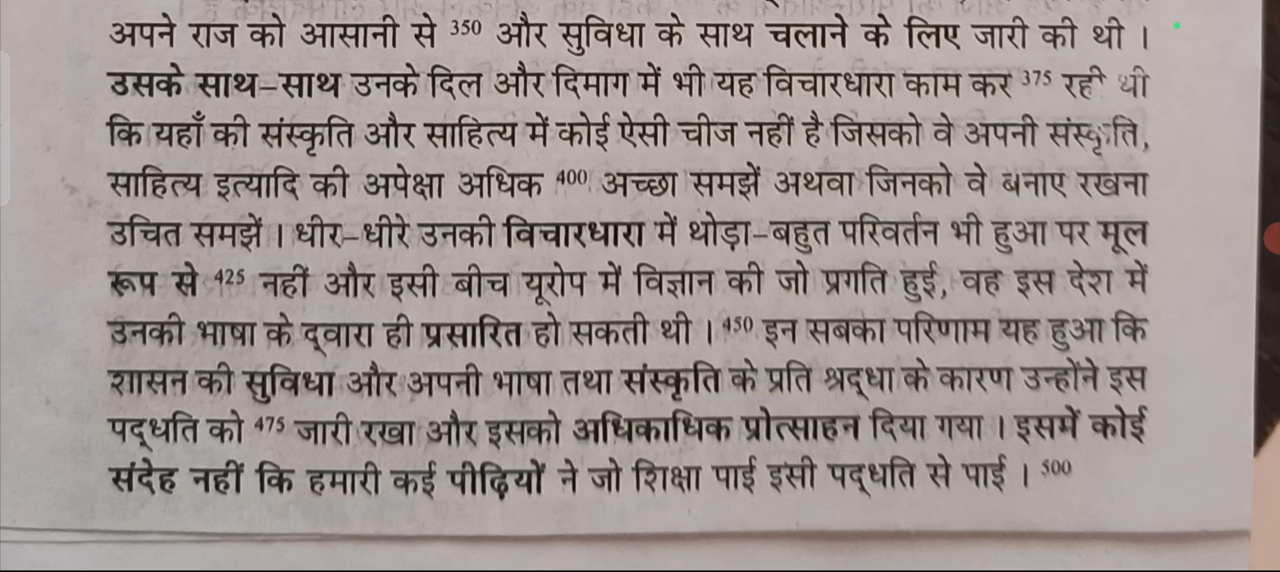 अपने राज को आसानी से 350 और सुविधा के साथ चलाने के लिए जारी की थी ।
उसके साथ–साथ उनके दिल और दिमाग में भी यह विचारधारा काम कर 375 रही थी
कि यहाँ की संस्कृति और साहित्य में कोई ऐसी चीज नहीं है जिसको वे अपनी संस्कृति,
साहित्य इत्यादि की अपेक्षा अधिक 400 अच्छा समझें अथवा जिनको वे बनाए रखना
उचित समझें । धीर–धीरे उनकी विचारधारा में थोड़ा–बहुत परिवर्तन भी हुआ पर मूल
रूप से 425 नहीं और इसी बीच यूरोप में विज्ञान की जो प्रगति हुई, वह इस देश में
उनकी भाषा के द्वारा ही प्रसारित हो सकती थी । 450 इन सबका परिणाम यह हुआ कि
शासन की सुविधा और अपनी भाषा तथा संस्कृति के प्रति श्रद्धा के कारण उन्होंने इस
पद्धति को 475 जारी रखा और इसको अधिकाधिक प्रोत्साहन दिया गया । इसमें कोई
संदेह नहीं कि हमारी कई पीढ़ियों ने जो शिक्षा पाई इसी पद्धति से पाई । 500